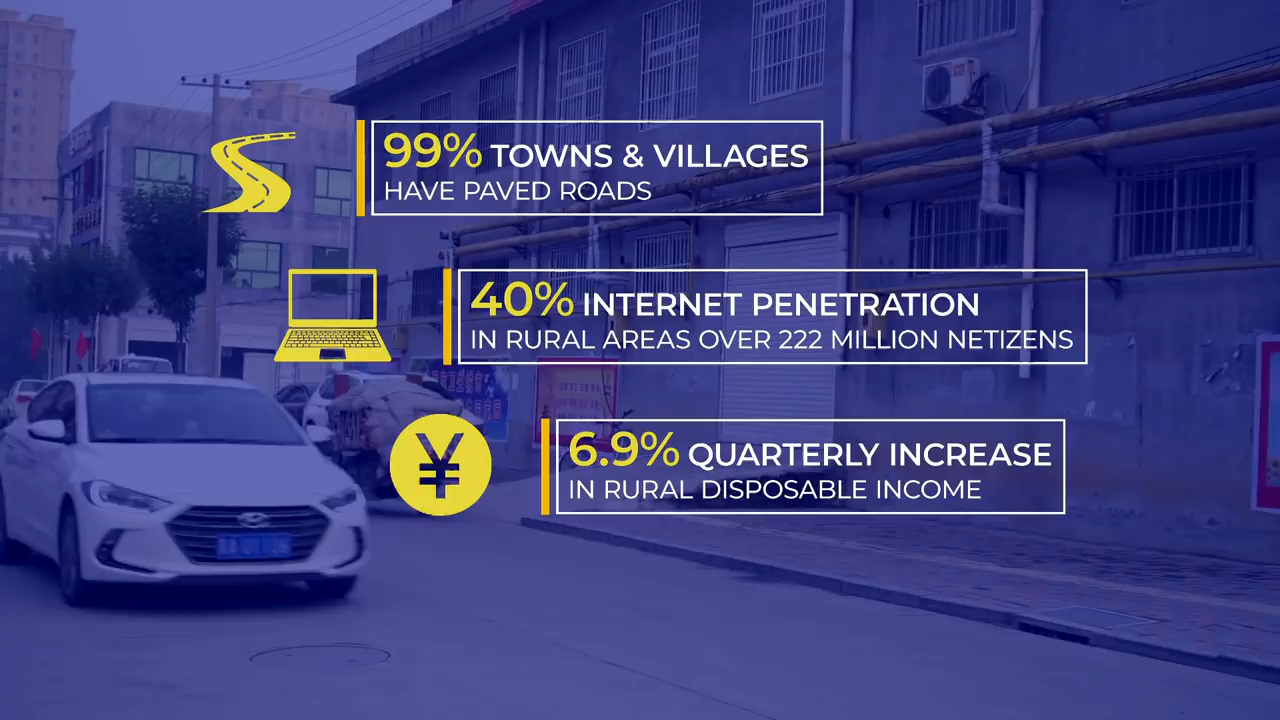 99% TOWNS & VILLAGES
HAVE PAVED ROADS
40% INTERNET PENETRATION
IN RURAL AREAS OVER 222 MILLION NETIZENS
6.9% QUARTERLY INCREASE
IN RURAL DISPOSABLE INCOME